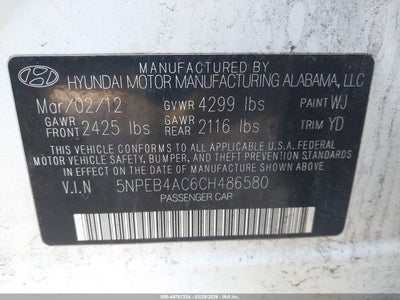 MANUFACTURED BY
HYUNDAI MOTOR MANUFACTURING ALABAMA, LLC
Mar/02/12 GVWR 4299 lbs PAINT WJ
GAWR FRONT 2425 lbs GAWR REAR 2116 lbs TRIM YD
THIS VEHICLE CONFORMS TO ALL APPLICABLE U.S.A. FEDERAL
MOTOR VEHICLE SAFETY, BUMPER, AND THEFT PREVENTION STANDARDS
IN EFFECT ON THE DATE OF MANUFACTURE SHOWN ABOVE.
V.I.N 5NPEB4AC6CH486580
PASSENGER CAR